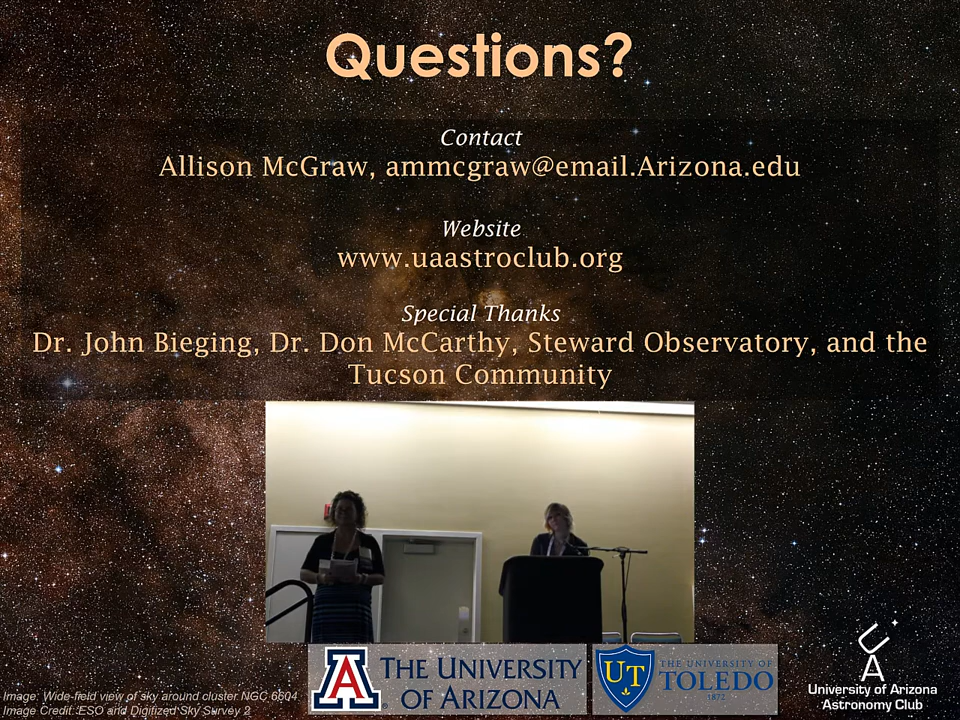 Questions?
Contact
Allison McGraw, ammcgraw@email.Arizona.edu
Website
www.uaastroclub.org
Special Thanks
Dr. John Bieging, Dr. Don McCarthy, Steward Observatory, and the
Tucson Community
A THE UNIVERSITY
OF ARIZONA
UT THE UNIVERSITY OF
TOLEDO
1872
UA
University of Arizona
Astronomy Club
Image: Wide-field view of sky around cluster NGC 6604
Image Credit: ESO and Digitized Sky Survey 2